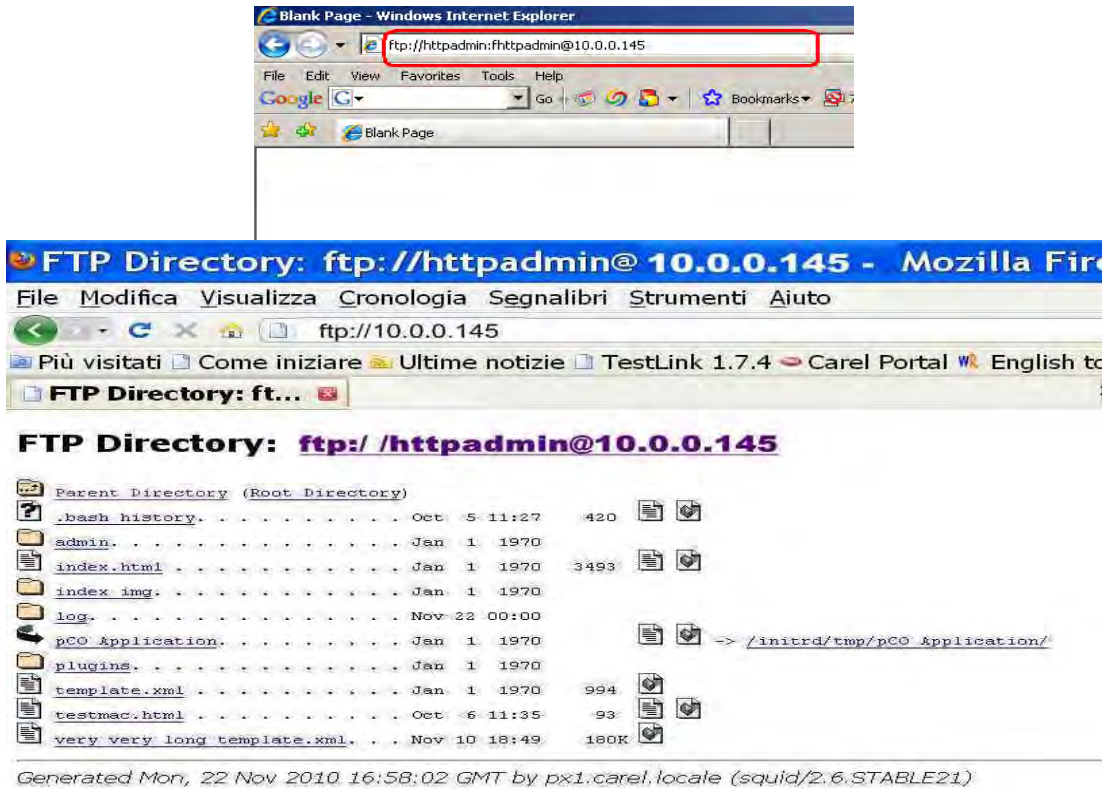 Blank Page - Windows Internet Explorer
ftp://httpadmin:fhttpadmin@10.0.0.145
File Edit View Favorites Tools Help
Google G Go Bookmarks
Blank Page
FTP Directory: ftp://httpadmin@ 10.0.0.145 - Mozilla Fire
File Modifica Visualizza Cronologia Segnalibri Strumenti Aiuto
ftp://10.0.0.145
Più visitati Come iniziare Ultime notizie TestLink 1.7.4 Carel Portal WR English to
FTP Directory: ft...
FTP Directory: ftp:/ /httpadmin@10.0.0.145
Parent Directory (Root Directory)
.bash history. . . . . . . . . . Oct 5 11:27 420
admin. . . . . . . . . . . . . . Jan 1 1970
index.html . . . . . . . . . . . Jan 1 1970 3493
index img. . . . . . . . . . . . Jan 1 1970
log. . . . . . . . . . . . . . . Nov 22 00:00
pCO Application. . . . . . . . . Jan 1 1970 -> /initrd/tmp/pCO Application/
plugins. . . . . . . . . . . . . Jan 1 1970
template.xml . . . . . . . . . . Jan 1 1970 994
testmac.html . . . . . . . . . . Oct 6 11:35 93
very very long template.xml. . . Nov 10 18:49 180K
Generated Mon, 22 Nov 2010 16:58:02 GMT by px1.carel.locale (squid/2.6.STABLE21)